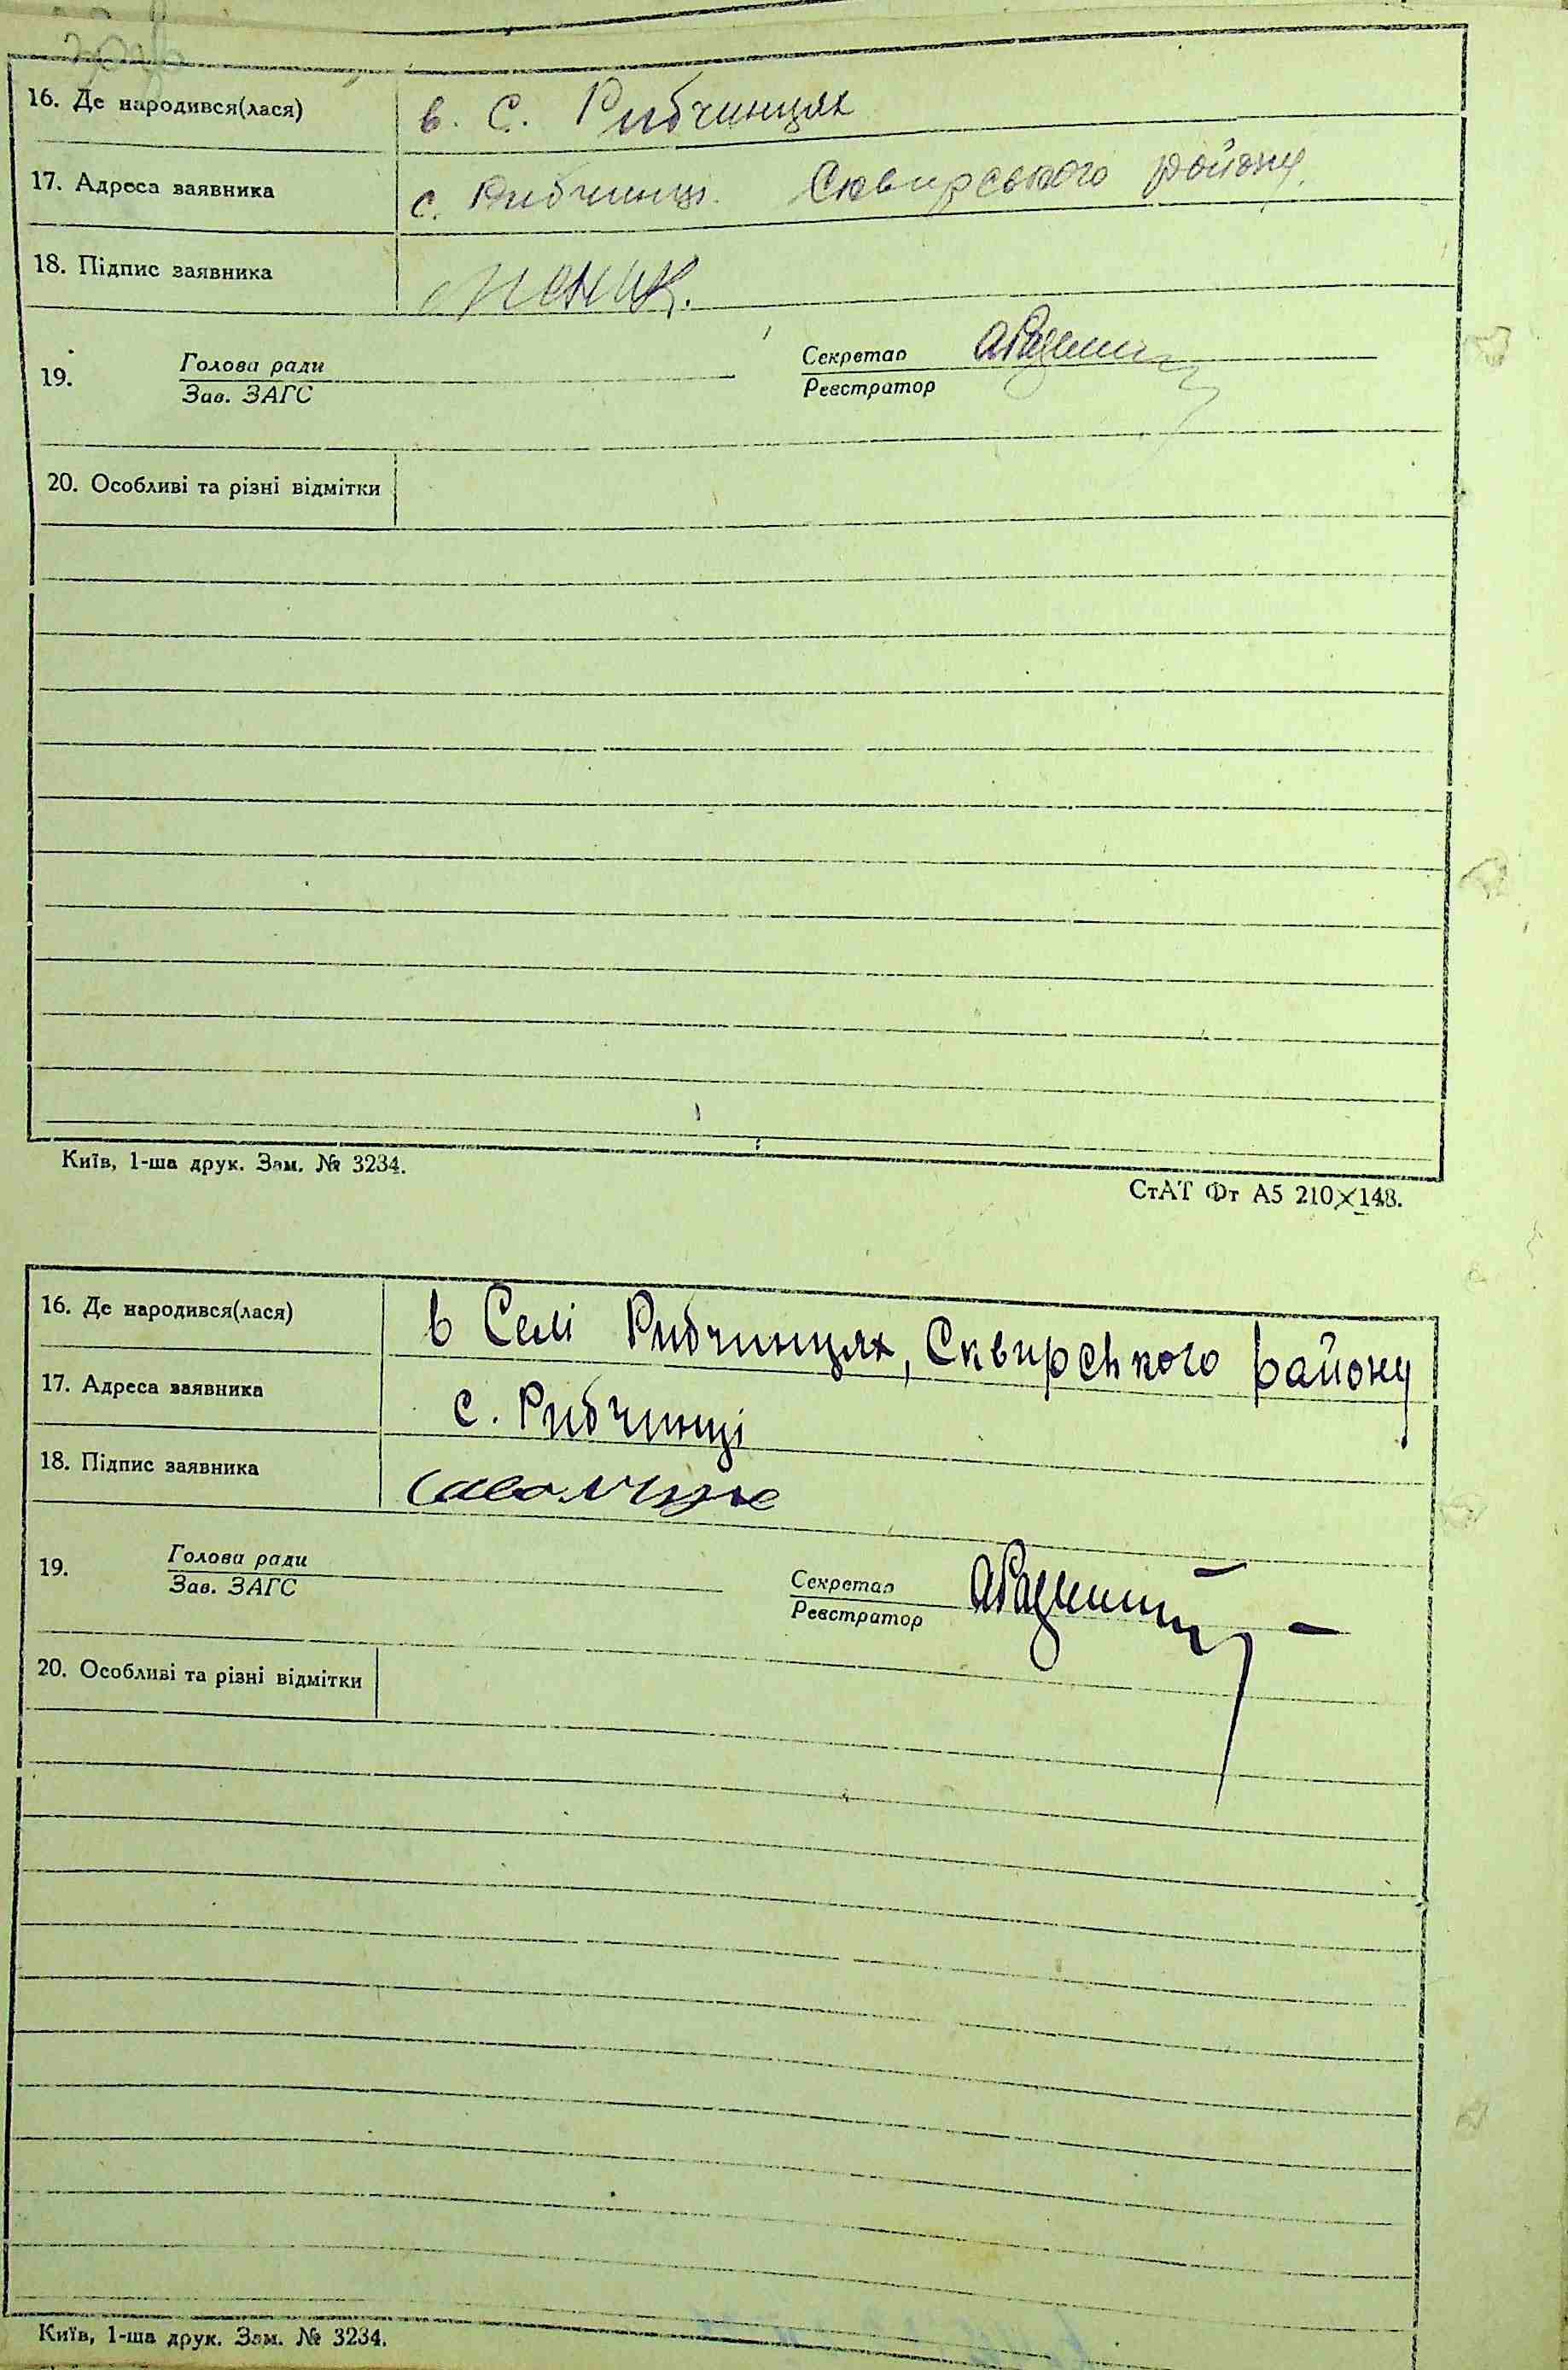 16. Де народився(лася) в. с. Рибчинцях
17. Адреса заявника с. Рибчинці. Сквирського району.
18. Підпис заявника
19. Голова ради Секретар
Зав. ЗАГС Реєстратор
20. Особливі та різні відмітки
Київ, 1-ша друк. Зам. № 3234.
СтАТ Фт А5 210×148.
16. Де народився(лася) в Селі Рибчинцях, Сквирського району
17. Адреса заявника с. Рибчинці
18. Підпис заявника
19. Голова ради Секретар
Зав. ЗАГС Реєстратор
20. Особливі та різні відмітки
Київ, 1-ша друк. Зам. № 3234.